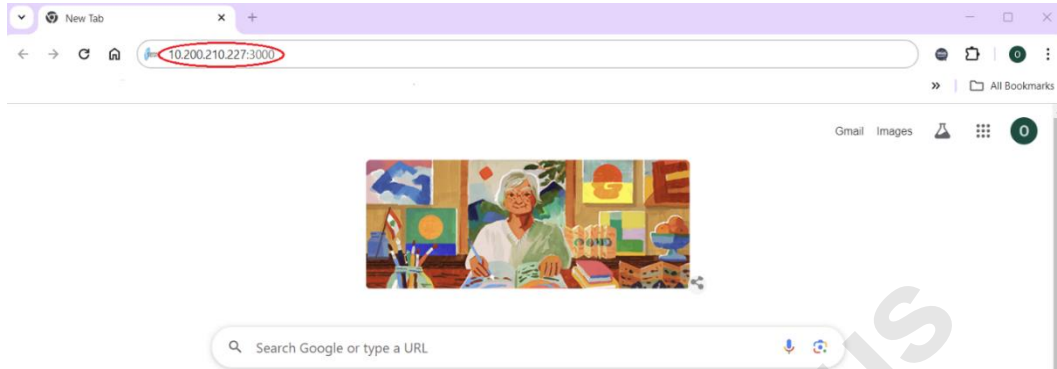 New Tab
10.200.210.227:3000
All Bookmarks
Gmail Images
Search Google or type a URL